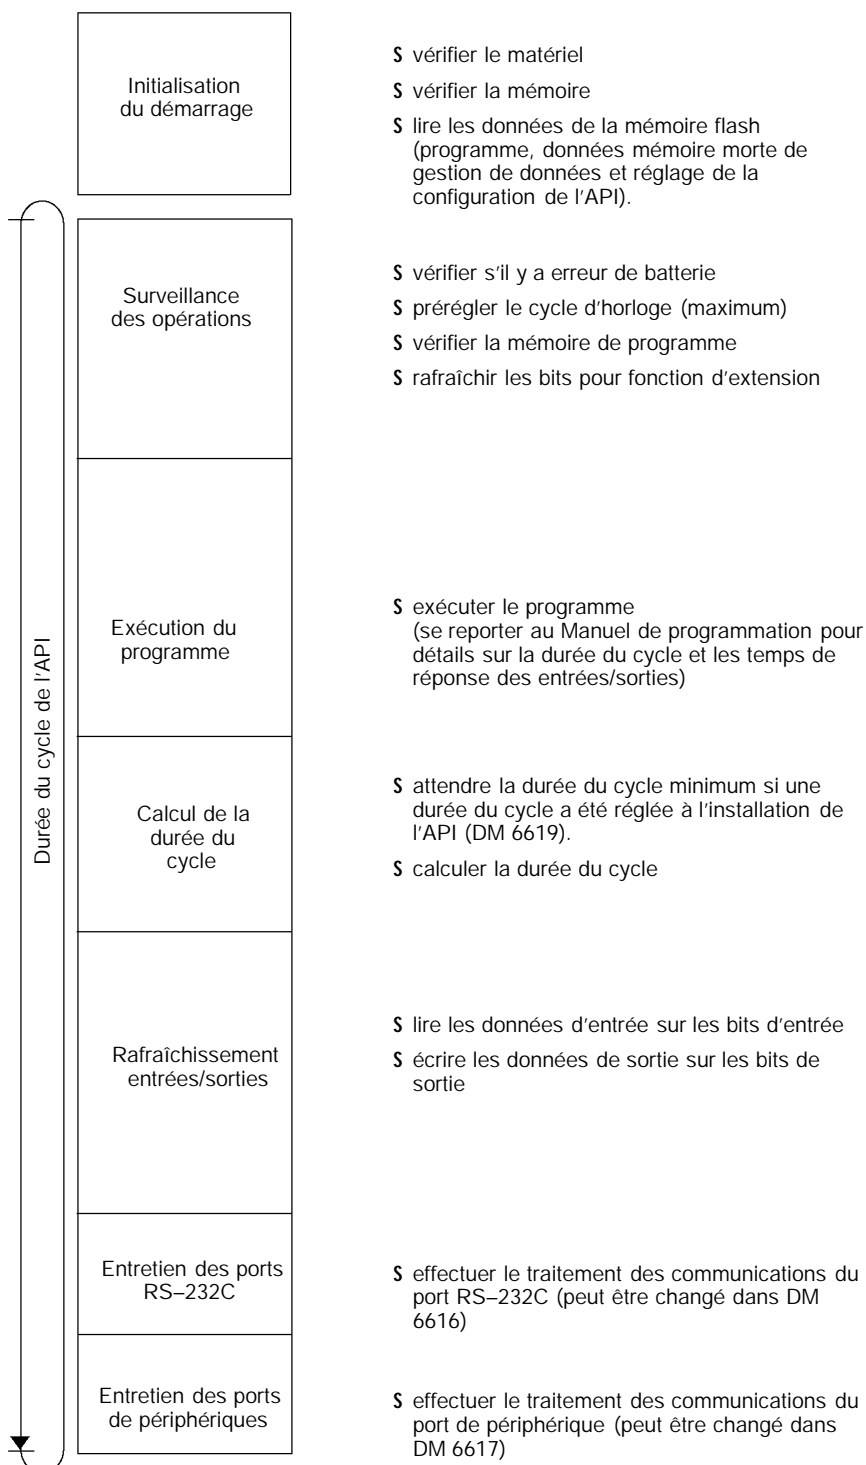 Initialisation
du démarrage
S vérifier le matériel
S vérifier la mémoire
S lire les données de la mémoire flash
(programme, données mémoire morte de
gestion de données et réglage de la
configuration de l'API).
Durée du cycle de l'API
Surveillance
des opérations
S vérifier s'il y a erreur de batterie
S prérégler le cycle d'horloge (maximum)
S vérifier la mémoire de programme
S rafraîchir les bits pour fonction d'extension
Exécution du
programme
S exécuter le programme
(se reporter au Manuel de programmation pour
détails sur la durée du cycle et les temps de
réponse des entrées/sorties)
Calcul de la
durée du
cycle
S attendre la durée du cycle minimum si une
durée du cycle a été réglée à l'installation de
l'API (DM 6619).
S calculer la durée du cycle
Rafraîchissement
entrées/sorties
S lire les données d'entrée sur les bits d'entrée
S écrire les données de sortie sur les bits de
sortie
Entretien des ports
RS–232C
S effectuer le traitement des communications du
port RS–232C (peut être changé dans DM
6616)
Entretien des ports
de périphériques
S effectuer le traitement des communications du
port de périphérique (peut être changé dans
DM 6617)